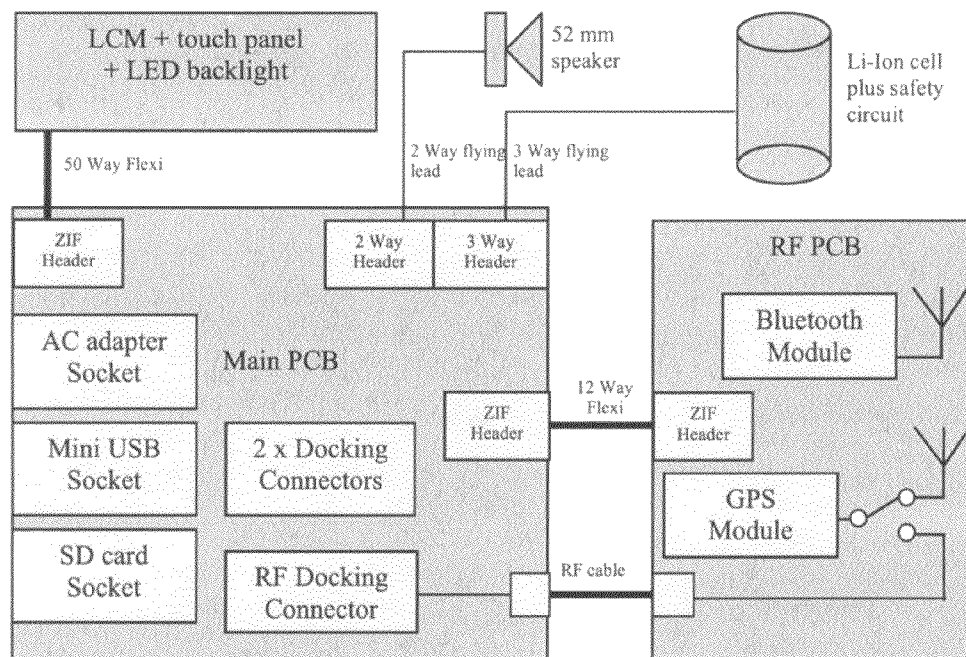 LCM + touch panel
+ LED backlight
52 mm
speaker
Li-Ion cell
plus safety
circuit
50 Way Flexi
2 Way flying
lead
3 Way flying
lead
ZIF
Header
2 Way
Header
3 Way
Header
RF PCB
AC adapter
Socket
Main PCB
Bluetooth
Module
12 Way
Flexi
ZIF
Header
ZIF
Header
Mini USB
Socket
2 x Docking
Connectors
GPS
Module
SD card
Socket
RF Docking
Connector
RF cable